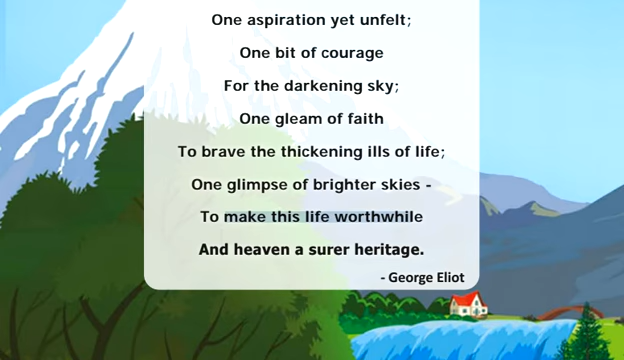 One aspiration yet unfelt;
One bit of courage
For the darkening sky;
One gleam of faith
To brave the thickening ills of life;
One glimpse of brighter skies -
To make this life worthwhile
And heaven a surer heritage.
- George Eliot